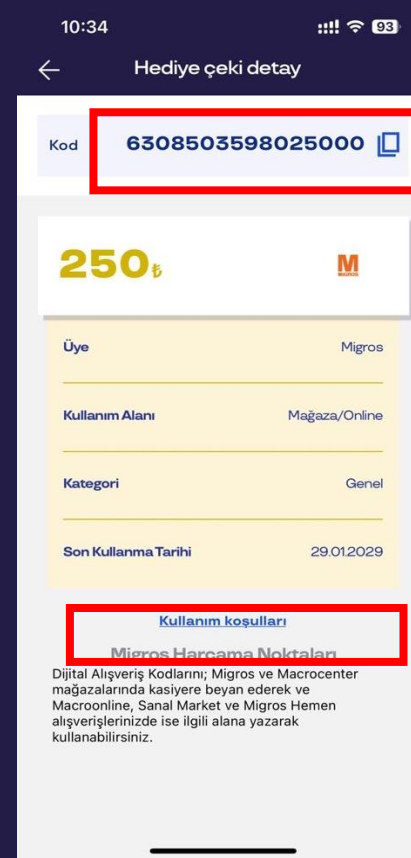 10:34
93
Hediye çeki detay
Kod 6308503598025000
250₺
M
MIGROS
Üye Migros
Kullanım Alanı Mağaza/Online
Kategori Genel
Son Kullanma Tarihi 29.01.2029
Kullanım koşulları
Migros Harcama Noktaları
Dijital Alışveriş Kodlarını; Migros ve Macrocenter
mağazalarında kasiyere beyan ederek ve
Macroonline, Sanal Market ve Migros Hemen
alışverişlerinizde ise ilgili alana yazarak
kullanabilirsiniz.